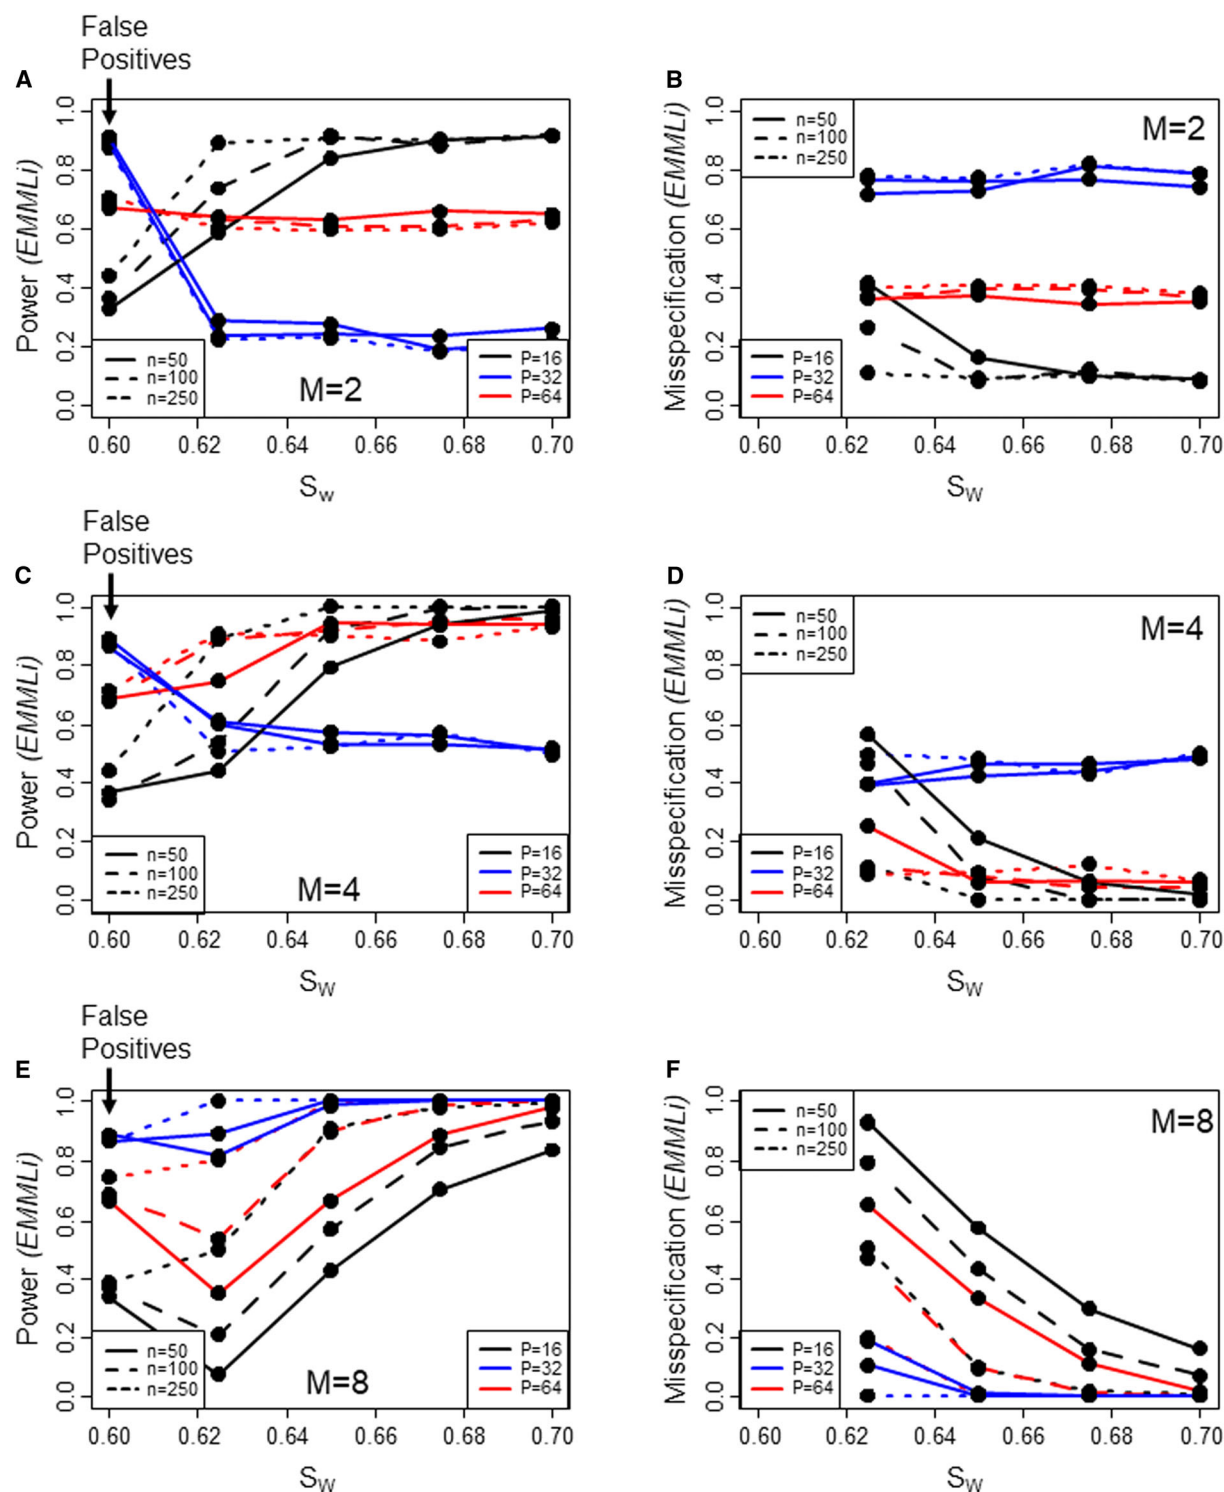 False
Positives
A
Power (EMMLi)
1.0
0.8
0.6
0.4
0.2
0.0
n=50
n=100
n=250
M=2
P=16
P=32
P=64
0.60 0.62 0.64 0.66 0.68 0.70
Sw
B
Misspecification (EMMLi)
1.0
0.8
0.6
0.4
0.2
0.0
n=50
n=100
n=250
M=2
P=16
P=32
P=64
0.60 0.62 0.64 0.66 0.68 0.70
SW
False
Positives
C
Power (EMMLi)
1.0
0.8
0.6
0.4
0.2
0.0
n=50
n=100
n=250
M=4
P=16
P=32
P=64
0.60 0.62 0.64 0.66 0.68 0.70
SW
D
Misspecification (EMMLi)
1.0
0.8
0.6
0.4
0.2
0.0
n=50
n=100
n=250
M=4
P=16
P=32
P=64
0.60 0.62 0.64 0.66 0.68 0.70
SW
False
Positives
E
Power (EMMLi)
1.0
0.8
0.6
0.4
0.2
0.0
n=50
n=100
n=250
M=8
P=16
P=32
P=64
0.60 0.62 0.64 0.66 0.68 0.70
SW
F
Misspecification (EMMLi)
1.0
0.8
0.6
0.4
0.2
0.0
n=50
n=100
n=250
M=8
P=16
P=32
P=64
0.60 0.62 0.64 0.66 0.68 0.70
SW